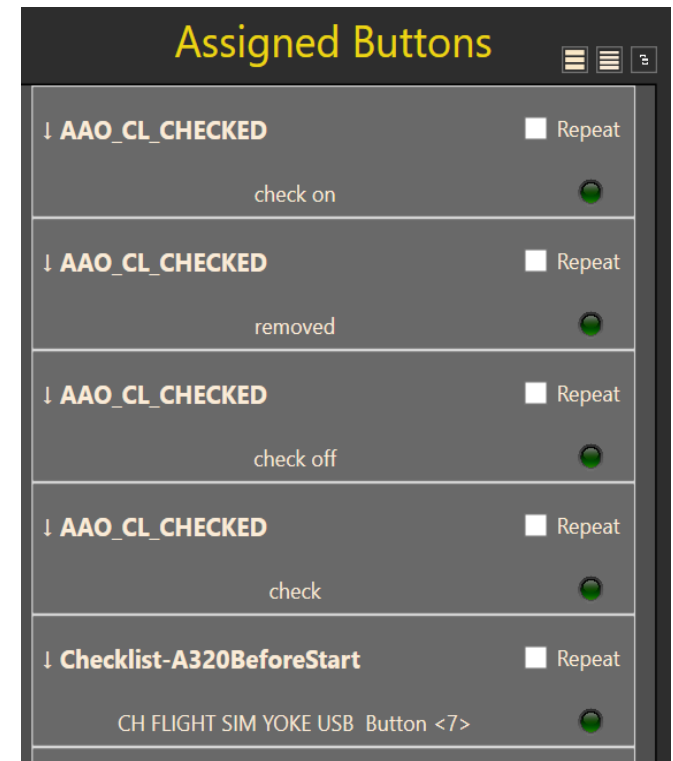 Assigned Buttons
↓ AAO_CL_CHECKED Repeat
check on
↓ AAO_CL_CHECKED Repeat
removed
↓ AAO_CL_CHECKED Repeat
check off
↓ AAO_CL_CHECKED Repeat
check
↓ Checklist-A320BeforeStart Repeat
CH FLIGHT SIM YOKE USB Button <7>